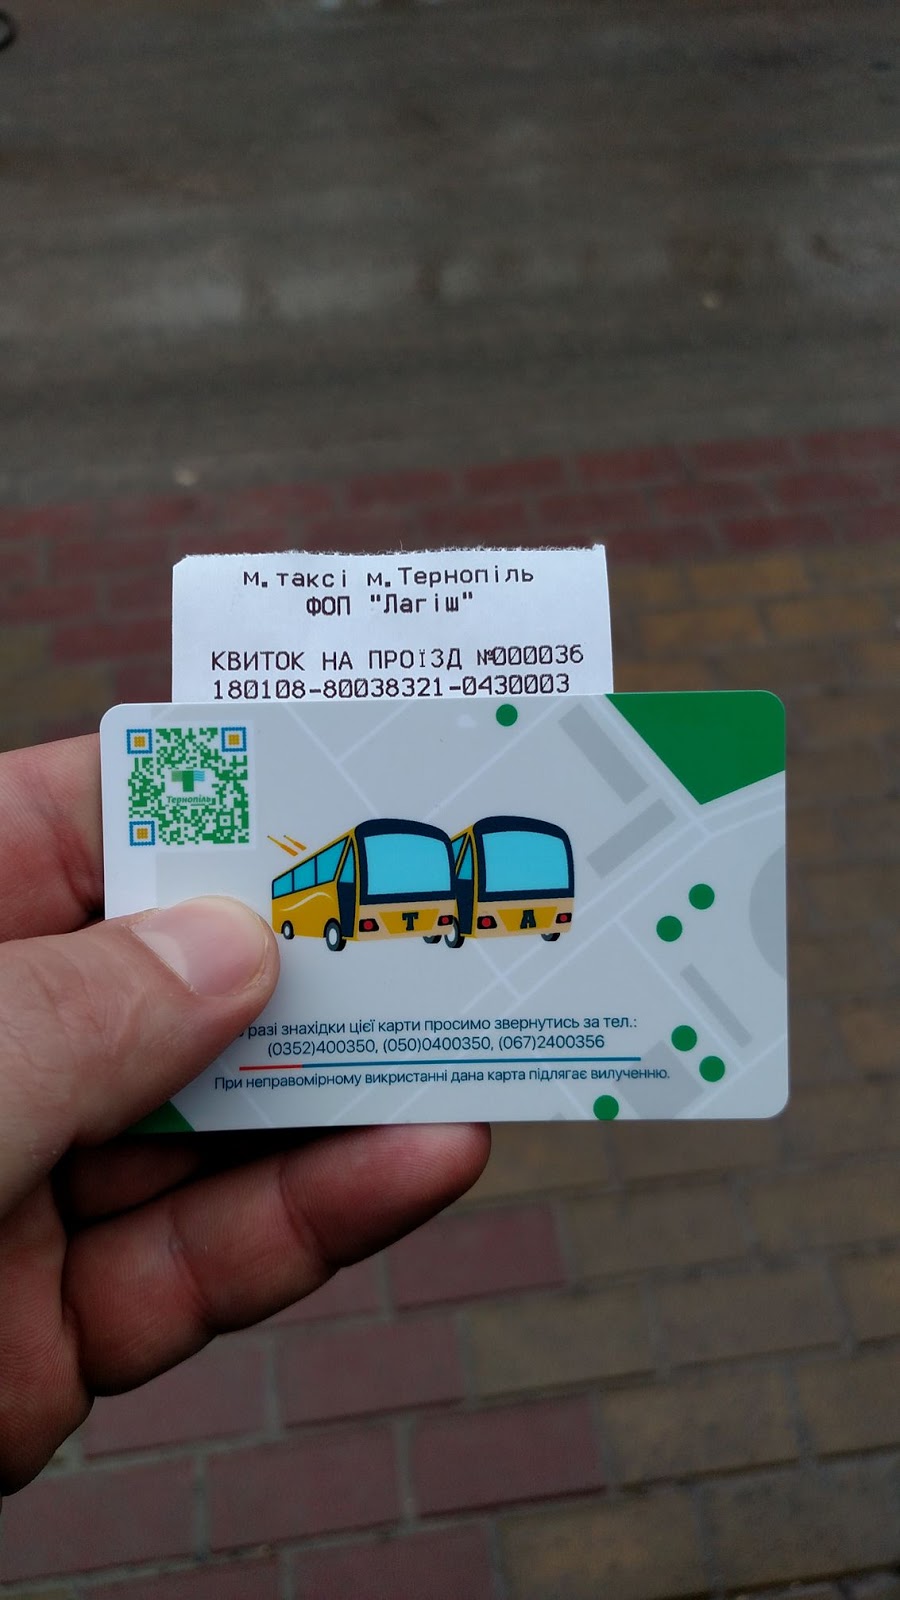 м.таксі м.Тернопіль
ФОП "Лагіш"
КВИТОК НА ПРОЇЗД №000036
180108-80038321-0430003
Тернопіль
Т А
разі знахідки цієї карти просимо звернутись за тел.:
(0352)400350, (050)0400350, (067)2400356
При неправомірному викристанні дана карта підлягає вилученню.